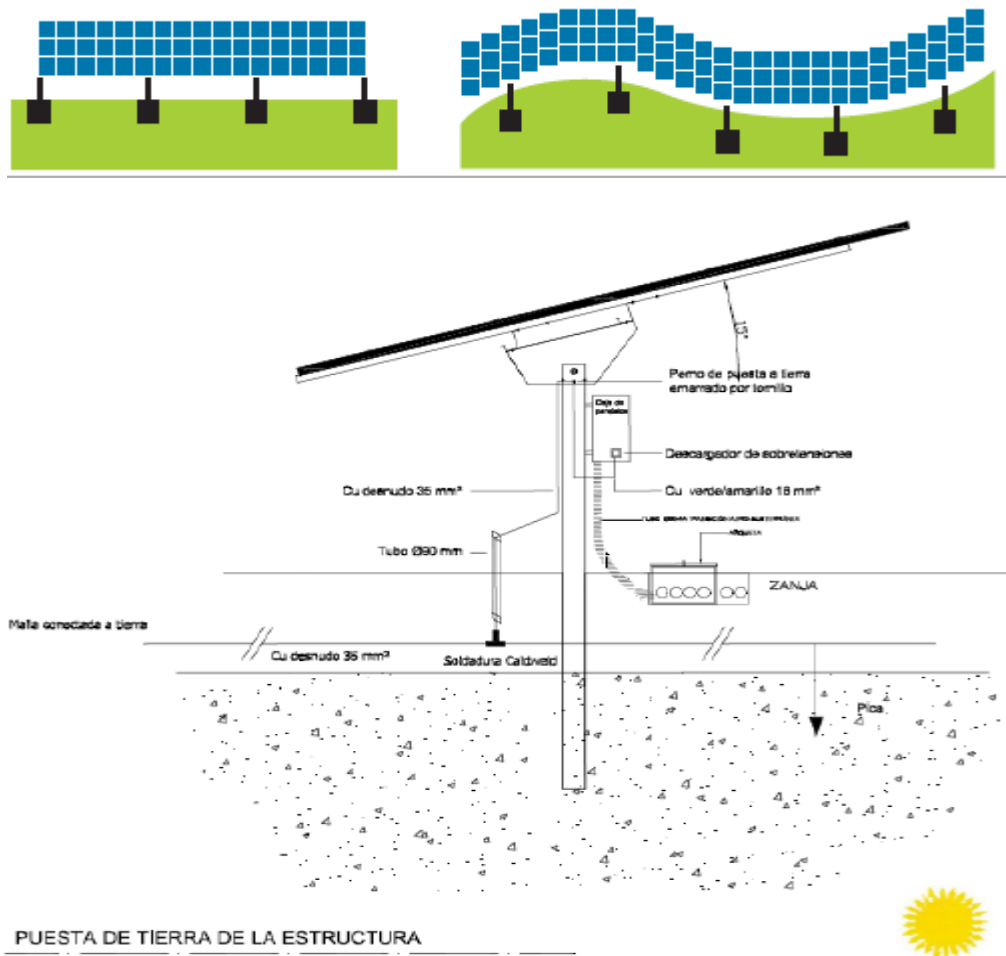 15°
Perno de puesta a tierra
amarrado por tornillo
Caja de
Descargador de sobretensiones
Cu desnudo 35 mm²
Cu verde/amarillo 16 mm²
ARQUETA
Tubo Ø90 mm
ZANJA
Malla conectada a tierra
Cu desnudo 35 mm²
Soldadura Caldweld
Pica
PUESTA DE TIERRA DE LA ESTRUCTURA